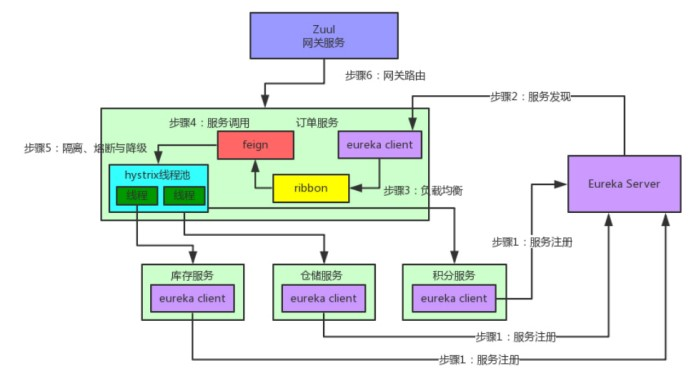 Zuul
网关服务
步骤6：网关路由
步骤2：服务发现
步骤4：服务调用
订单服务
feign
eureka client
步骤5：隔离、熔断与降级
hystrix线程池
线程
线程
ribbon
步骤3：负载均衡
Eureka Server
步骤1：服务注册
库存服务
eureka client
仓储服务
eureka client
积分服务
eureka client
步骤1：服务注册
步骤1：服务注册